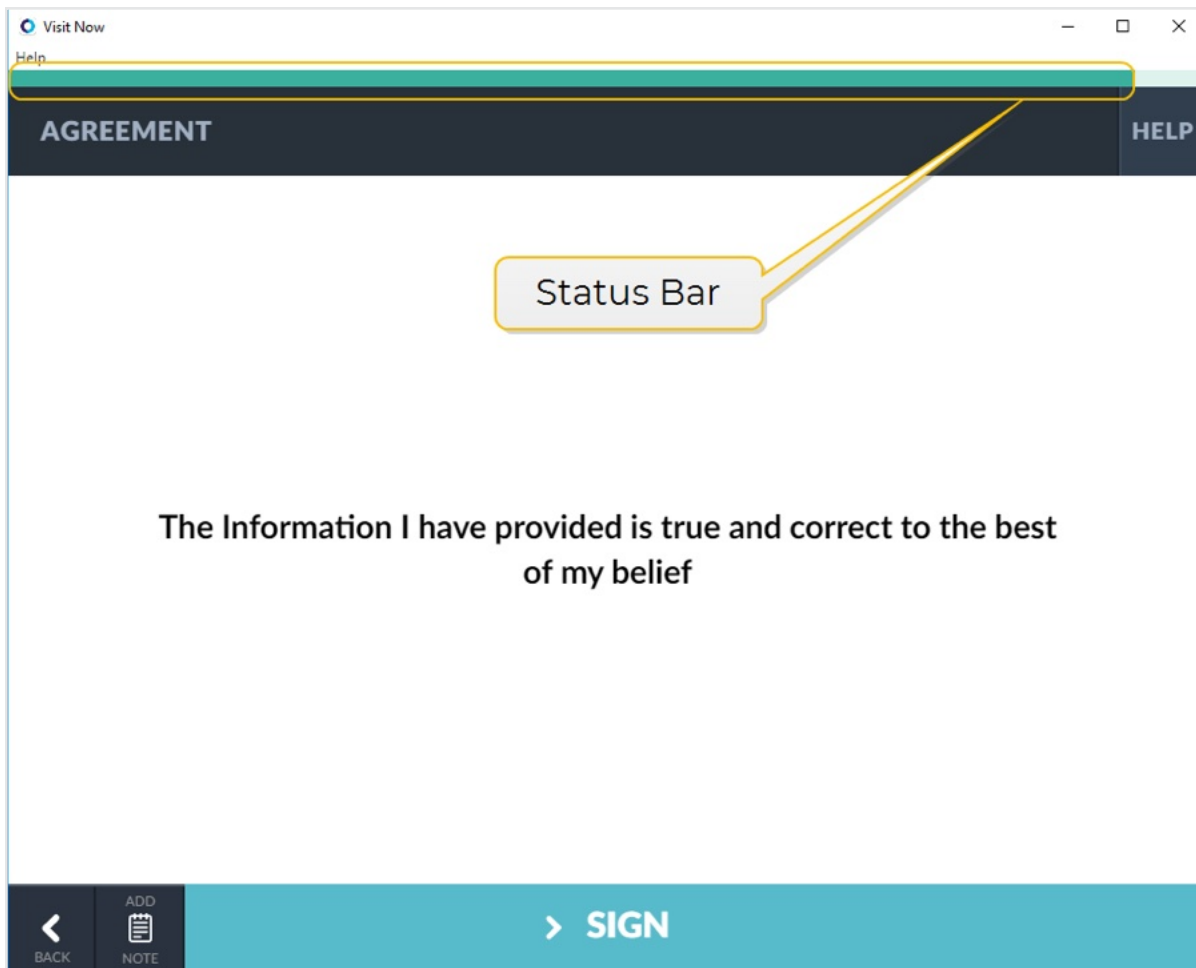 Visit Now
Help
AGREEMENT
HELP
Status Bar
The Information I have provided is true and correct to the best
of my belief
BACK
ADD
NOTE
SIGN